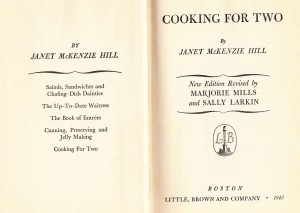 BY
JANET McKENZIE HILL
Salads, Sandwiches and
Chafing-Dish Dainties
The Up-To-Date Waitress
The Book of Entrées
Canning, Preserving and
Jelly Making
Cooking For Two
COOKING FOR TWO
By
JANET McKENZIE HILL
New Edition Revised by
MARJORIE MILLS
and SALLY LARKIN
L B
BOSTON
LITTLE, BROWN AND COMPANY • 1945